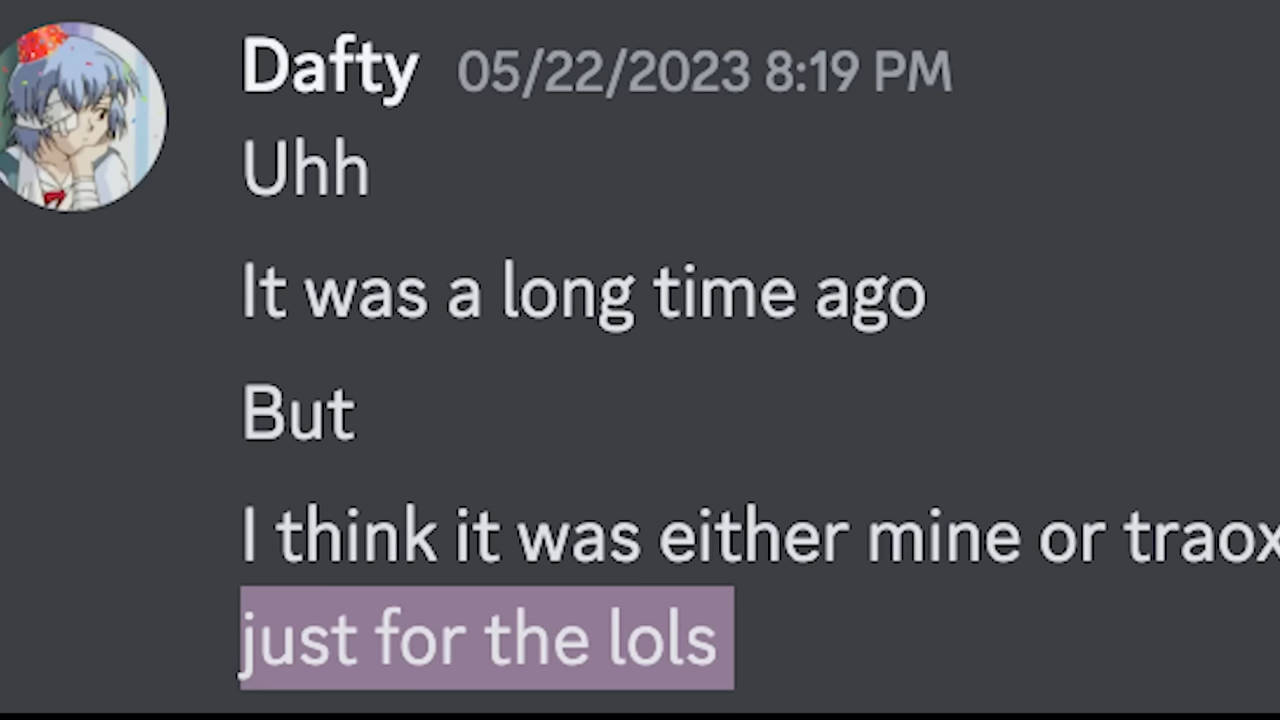 Dafty 05/22/2023 8:19 PM
Uhh
It was a long time ago
But
I think it was either mine or traox
just for the lols